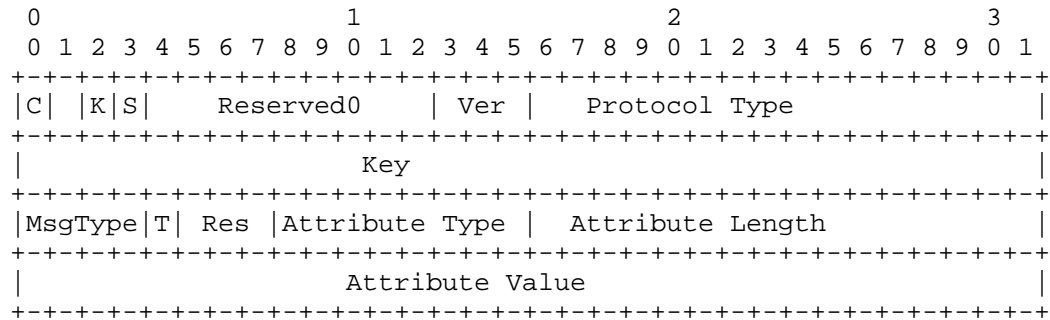 0                   1                   2                   3
 0 1 2 3 4 5 6 7 8 9 0 1 2 3 4 5 6 7 8 9 0 1 2 3 4 5 6 7 8 9 0 1
+-+-+-+-+-+-+-+-+-+-+-+-+-+-+-+-+-+-+-+-+-+-+-+-+-+-+-+-+-+-+-+-+
|C| |K|S|    Reserved0    | Ver |   Protocol Type               |
+-+-+-+-+-+-+-+-+-+-+-+-+-+-+-+-+-+-+-+-+-+-+-+-+-+-+-+-+-+-+-+-+
|                     Key                                       |
+-+-+-+-+-+-+-+-+-+-+-+-+-+-+-+-+-+-+-+-+-+-+-+-+-+-+-+-+-+-+-+-+
|MsgType|T| Res |Attribute Type |  Attribute Length             |
+-+-+-+-+-+-+-+-+-+-+-+-+-+-+-+-+-+-+-+-+-+-+-+-+-+-+-+-+-+-+-+-+
|                    Attribute Value                            |
+-+-+-+-+-+-+-+-+-+-+-+-+-+-+-+-+-+-+-+-+-+-+-+-+-+-+-+-+-+-+-+-+